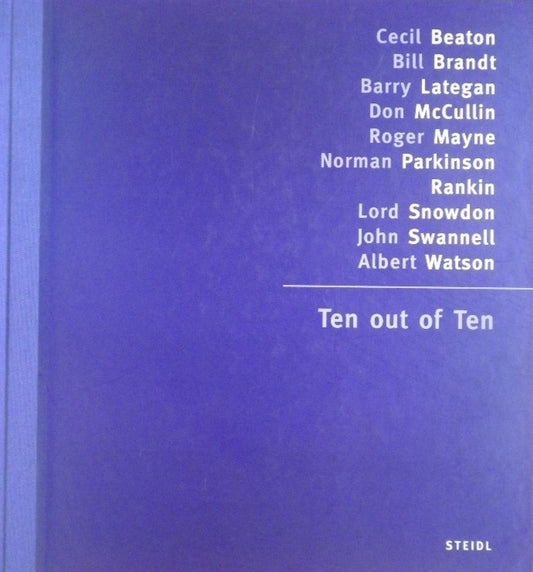 Cecil Beaton
Bill Brandt
Barry Lategan
Don McCullin
Roger Mayne
Norman Parkinson
Rankin
Lord Snowdon
John Swannell
Albert Watson
Ten out of Ten
STEIDL